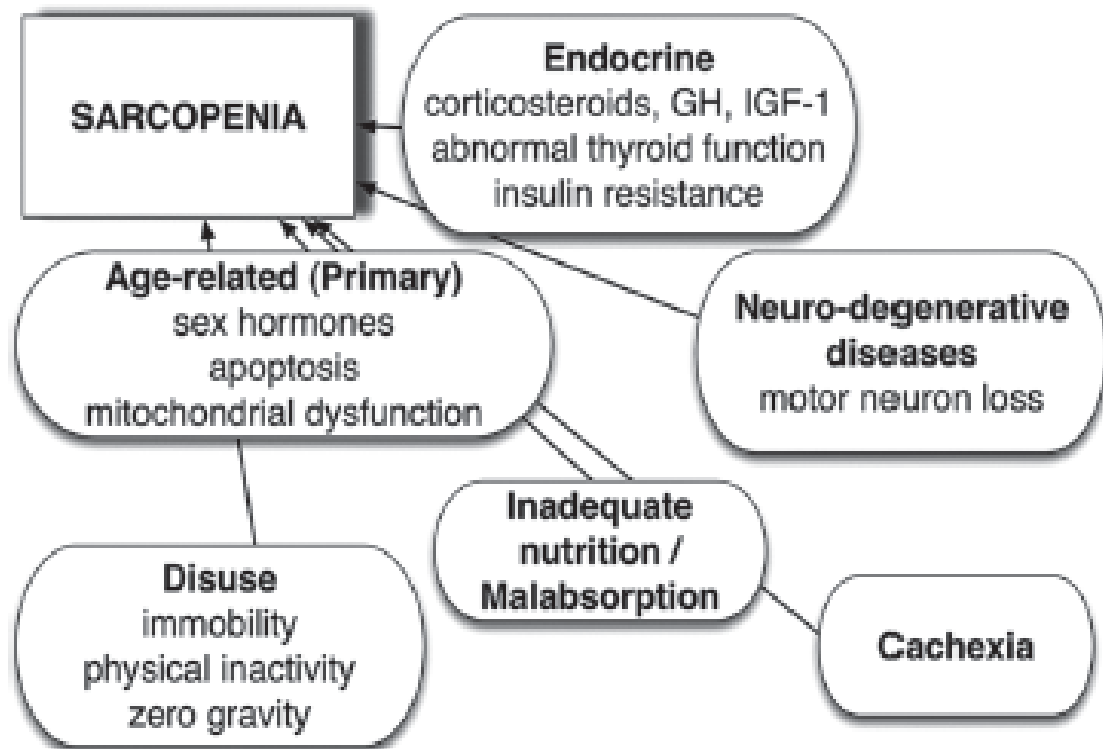 SARCOPENIA
Endocrine
corticosteroids, GH, IGF-1
abnormal thyroid function
insulin resistance
Age-related (Primary)
sex hormones
apoptosis
mitochondrial dysfunction
Neuro-degenerative
diseases
motor neuron loss
Inadequate
nutrition /
Malabsorption
Disuse
immobility
physical inactivity
zero gravity
Cachexia